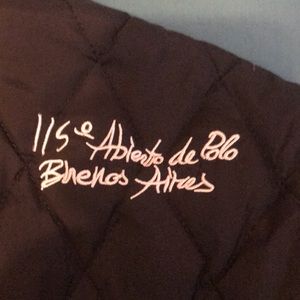 115º Abierto de Polo
Buenos Aires